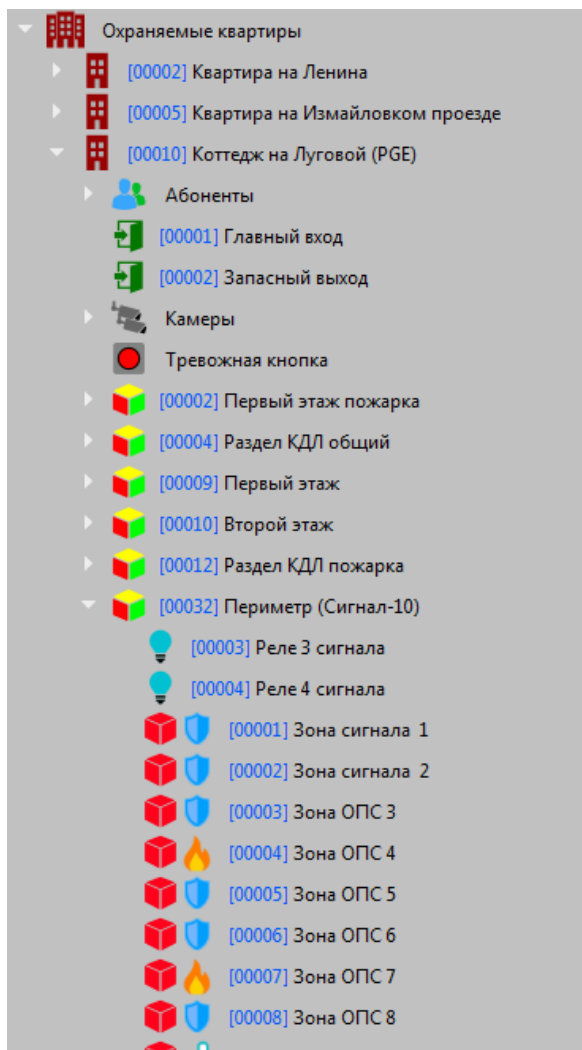 Охраняемые квартиры
[00002] Квартира на Ленина
[00005] Квартира на Измайловком проезде
[00010] Коттедж на Луговой (PGE)
Абоненты
[00001] Главный вход
[00002] Запасный выход
Камеры
Тревожная кнопка
[00002] Первый этаж пожарка
[00004] Раздел КДЛ общий
[00009] Первый этаж
[00010] Второй этаж
[00012] Раздел КДЛ пожарка
[00032] Периметр (Сигнал-10)
[00003] Реле 3 сигнала
[00004] Реле 4 сигнала
[00001] Зона сигнала 1
[00002] Зона сигнала 2
[00003] Зона ОПС 3
[00004] Зона ОПС 4
[00005] Зона ОПС 5
[00006] Зона ОПС 6
[00007] Зона ОПС 7
[00008] Зона ОПС 8